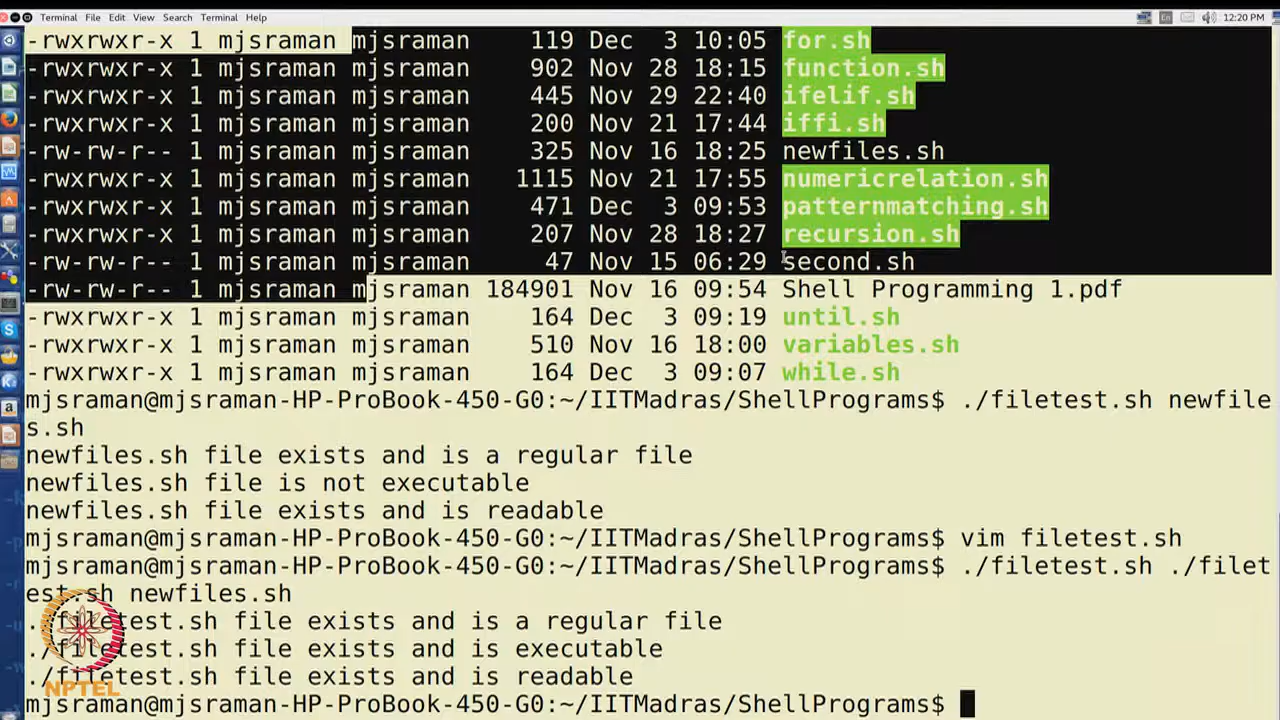 Terminal File Edit View Search Terminal Help En 12:20 PM
-rwxrwxr-x 1 mjsraman mjsraman 119 Dec 3 10:05 for.sh
-rwxrwxr-x 1 mjsraman mjsraman 902 Nov 28 18:15 function.sh
-rwxrwxr-x 1 mjsraman mjsraman 445 Nov 29 22:40 ifelif.sh
-rwxrwxr-x 1 mjsraman mjsraman 200 Nov 21 17:44 iffi.sh
-rw-rw-r-- 1 mjsraman mjsraman 325 Nov 16 18:25 newfiles.sh
-rwxrwxr-x 1 mjsraman mjsraman 1115 Nov 21 17:55 numericrelation.sh
-rwxrwxr-x 1 mjsraman mjsraman 471 Dec 3 09:53 patternmatching.sh
-rwxrwxr-x 1 mjsraman mjsraman 207 Nov 28 18:27 recursion.sh
-rw-rw-r-- 1 mjsraman mjsraman 47 Nov 15 06:29 second.sh
-rw-rw-r-- 1 mjsraman mjsraman 184901 Nov 16 09:54 Shell Programming 1.pdf
-rwxrwxr-x 1 mjsraman mjsraman 164 Dec 3 09:19 until.sh
-rwxrwxr-x 1 mjsraman mjsraman 510 Nov 16 18:00 variables.sh
-rwxrwxr-x 1 mjsraman mjsraman 164 Dec 3 09:07 while.sh
mjsraman@mjsraman-HP-ProBook-450-G0:~/IITMadras/ShellPrograms$ ./filetest.sh newfile
s.sh
newfiles.sh file exists and is a regular file
newfiles.sh file is not executable
newfiles.sh file exists and is readable
mjsraman@mjsraman-HP-ProBook-450-G0:~/IITMadras/ShellPrograms$ vim filetest.sh
mjsraman@mjsraman-HP-ProBook-450-G0:~/IITMadras/ShellPrograms$ ./filetest.sh ./filet
est.sh newfiles.sh
./filetest.sh file exists and is a regular file
./filetest.sh file exists and is executable
./filetest.sh file exists and is readable
mjsraman@mjsraman-HP-ProBook-450-G0:~/IITMadras/ShellPrograms$
NPTEL